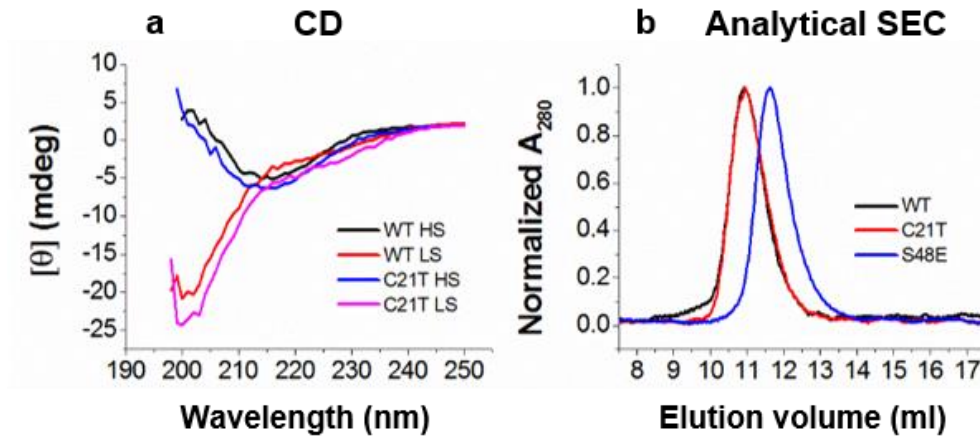 a CD
b Analytical SEC
10
5
0
-5
-10
-15
-20
-25
[θ] (mdeg)
WT HS
WT LS
C21T HS
C21T LS
190 200 210 220 230 240 250
Wavelength (nm)
1.0
0.8
0.6
0.4
0.2
0.0
Normalized A280
WT
C21T
S48E
8 9 10 11 12 13 14 15 16 17
Elution volume (ml)